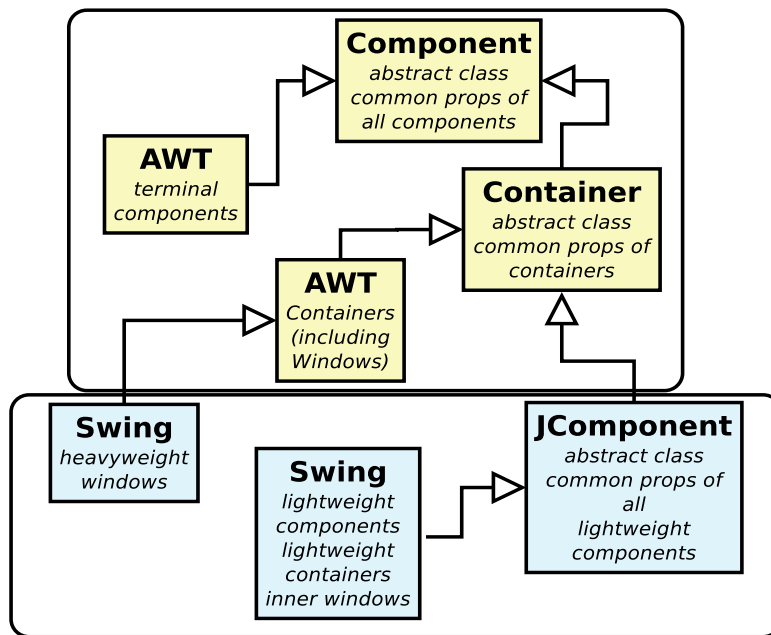 Component
abstract class
common props of
all components
AWT
terminal
components
Container
abstract class
common props of
containers
AWT
Containers
(including
Windows)
Swing
heavyweight
windows
Swing
lightweight
components
lightweight
containers
inner windows
JComponent
abstract class
common props of
all
lightweight
components